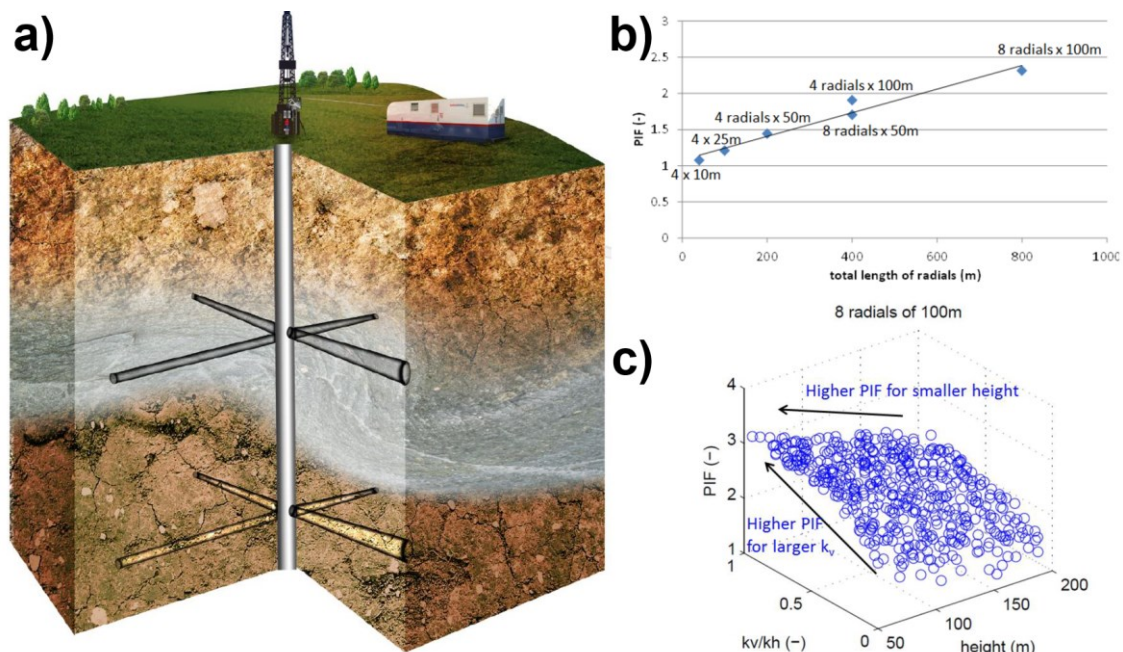 a)
b)
3
2.5
2
1.5
1
0.5
0
PIF (-)
8 radials x 100m
4 radials x 100m
4 radials x 50m
8 radials x 50m
4 x 25m
4 x 10m
0
200
400
600
800
1000
total length of radials (m)
c)
8 radials of 100m
4
3
2
1
PIF (−)
Higher PIF for smaller height
Higher PIF
for larger kv
1
0.5
0
kv/kh (−)
50
100
150
200
height (m)